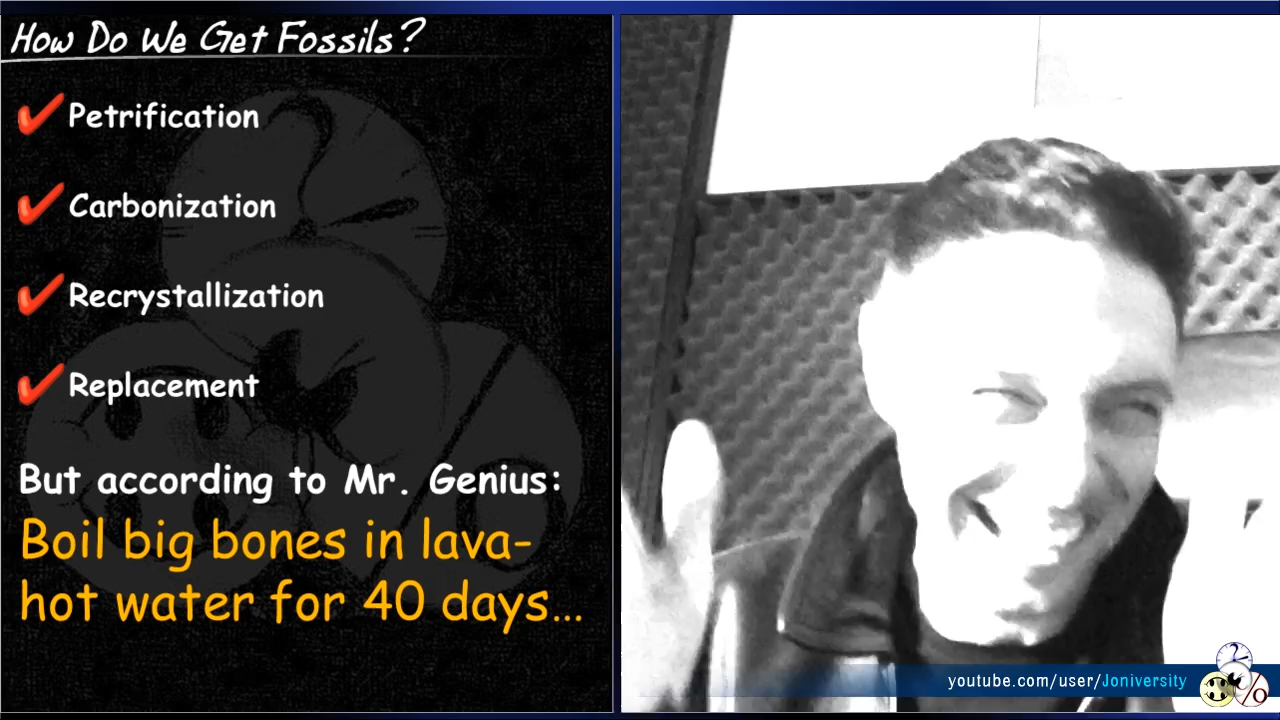 How Do We Get Fossils?
Petrification
Carbonization
Recrystallization
Replacement
But according to Mr. Genius:
Boil big bones in lava-
hot water for 40 days...
youtube.com/user/Joniversity